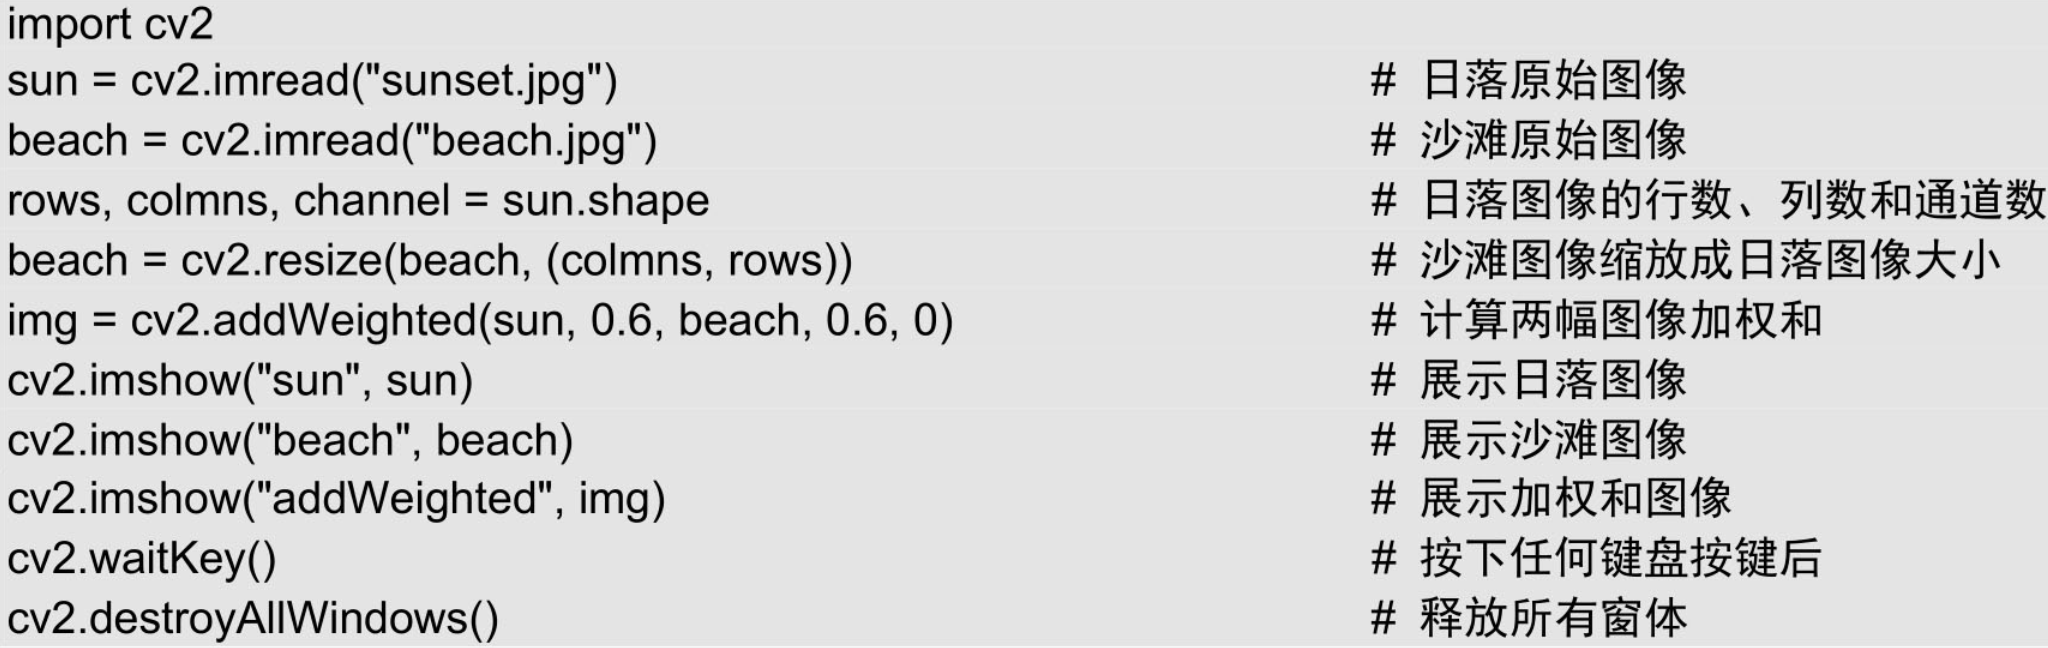 import cv2
sun = cv2.imread("sunset.jpg") # 日落原始图像
beach = cv2.imread("beach.jpg") # 沙滩原始图像
rows, colmns, channel = sun.shape # 日落图像的行数、列数和通道数
beach = cv2.resize(beach, (colmns, rows)) # 沙滩图像缩放成日落图像大小
img = cv2.addWeighted(sun, 0.6, beach, 0.6, 0) # 计算两幅图像加权和
cv2.imshow("sun", sun) # 展示日落图像
cv2.imshow("beach", beach) # 展示沙滩图像
cv2.imshow("addWeighted", img) # 展示加权和图像
cv2.waitKey() # 按下任何键盘按键后
cv2.destroyAllWindows() # 释放所有窗体